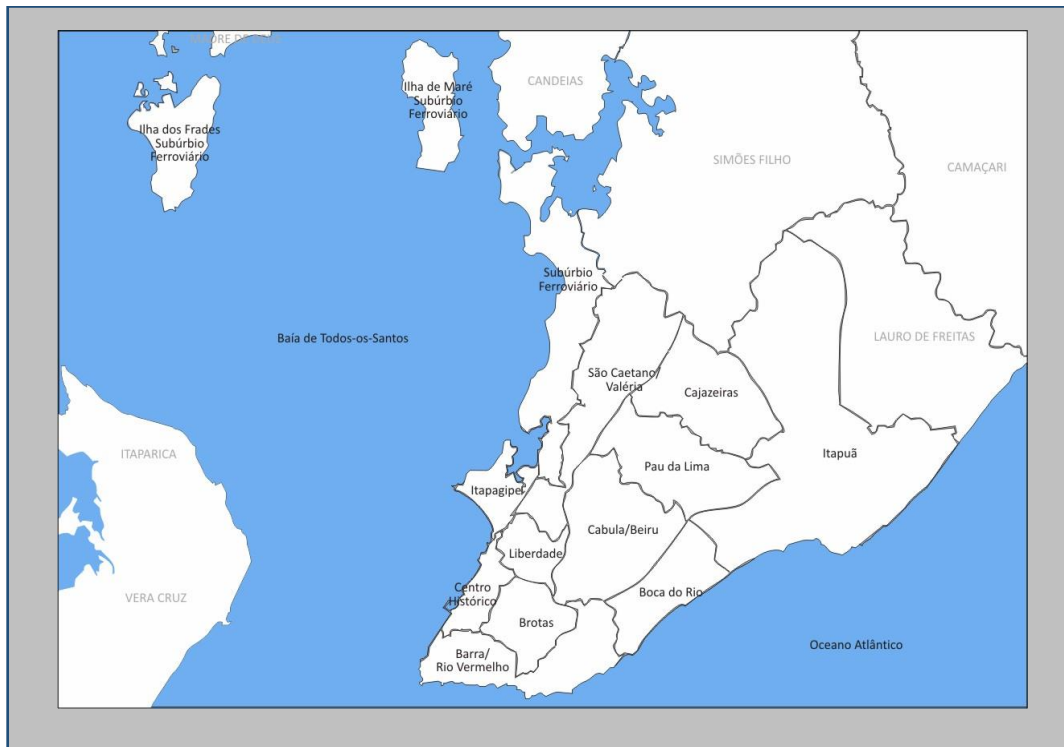 CANDEIAS
Ilha de Maré
Subúrbio
Ferroviário
Ilha dos Frades
Subúrbio
Ferroviário
SIMÕES FILHO
CAMAÇARI
Subúrbio
Ferroviário
Baía de Todos-os-Santos
LAURO DE FREITAS
São Caetano/
Valéria
Cajazeiras
ITAPARICA
Itapuã
Pau da Lima
Itapagipe
Cabula/Beiru
Liberdade
Centro
Histórico
Boca do Rio
VERA CRUZ
Brotas
Oceano Atlântico
Barra/
Rio Vermelho